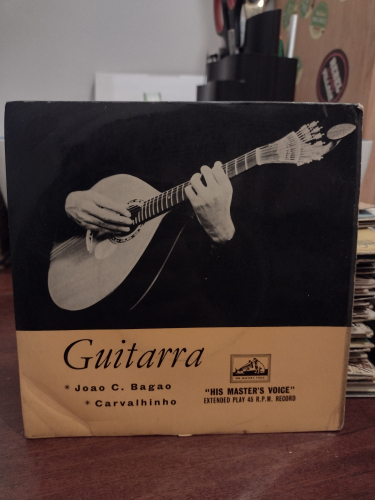 Guitarra
* Joao C. Bagao
* Carvalhinho
"HIS MASTER'S VOICE"
EXTENDED PLAY 45 R.P.M. RECORD